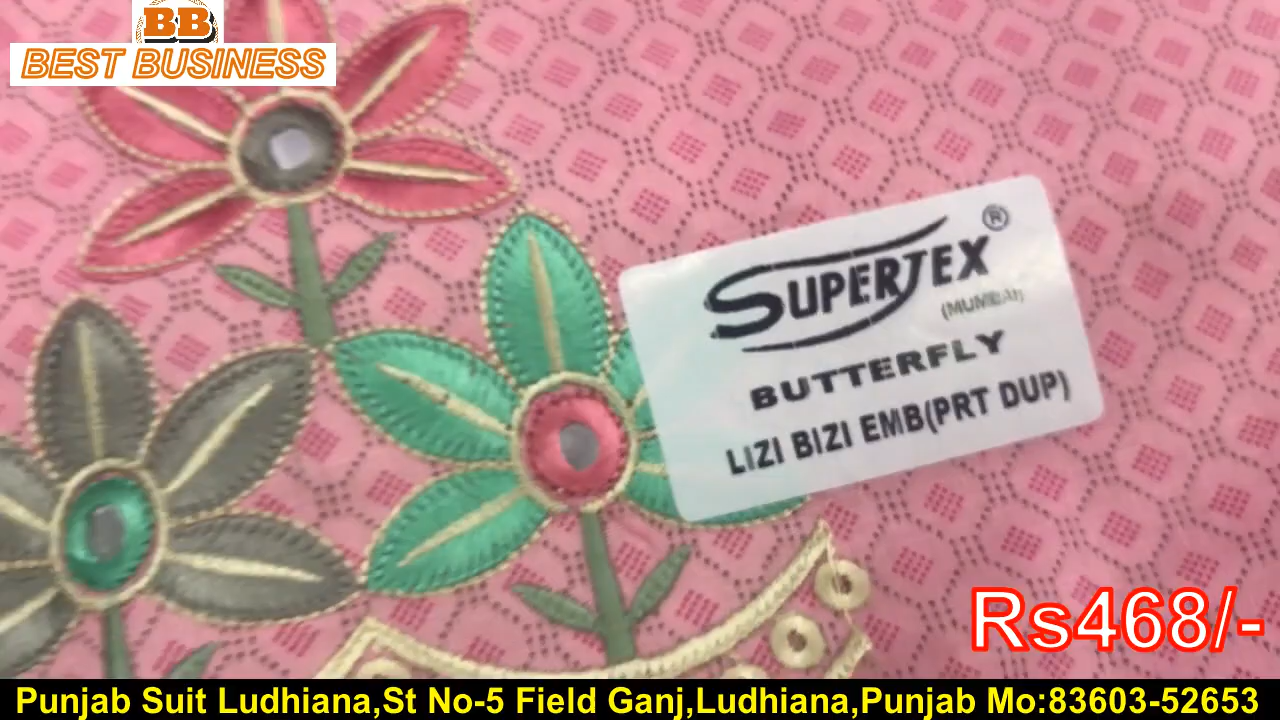 BB
BEST BUSINESS
SUPERTEX ®
(MUMBAI)
BUTTERFLY
LIZI BIZI EMB(PRT DUP)
Rs468/-
Punjab Suit Ludhiana,St No-5 Field Ganj,Ludhiana,Punjab Mo:83603-52653